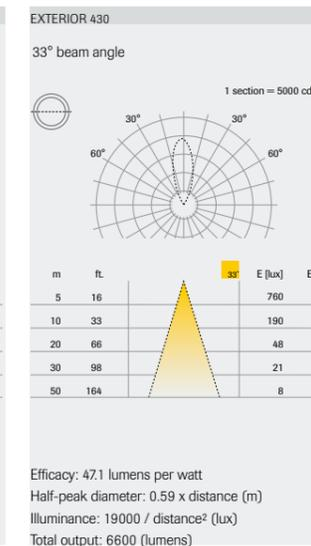 EXTERIOR 430
33° beam angle
1 section = 5000 cd
30° 30°
60° 60°
m ft. 33° E [lux] E
5 16 760
10 33 190
20 66 48
30 98 21
50 164 8
Efficacy: 47.1 lumens per watt
Half-peak diameter: 0.59 x distance (m)
Illuminance: 19000 / distance² (lux)
Total output: 6600 (lumens)